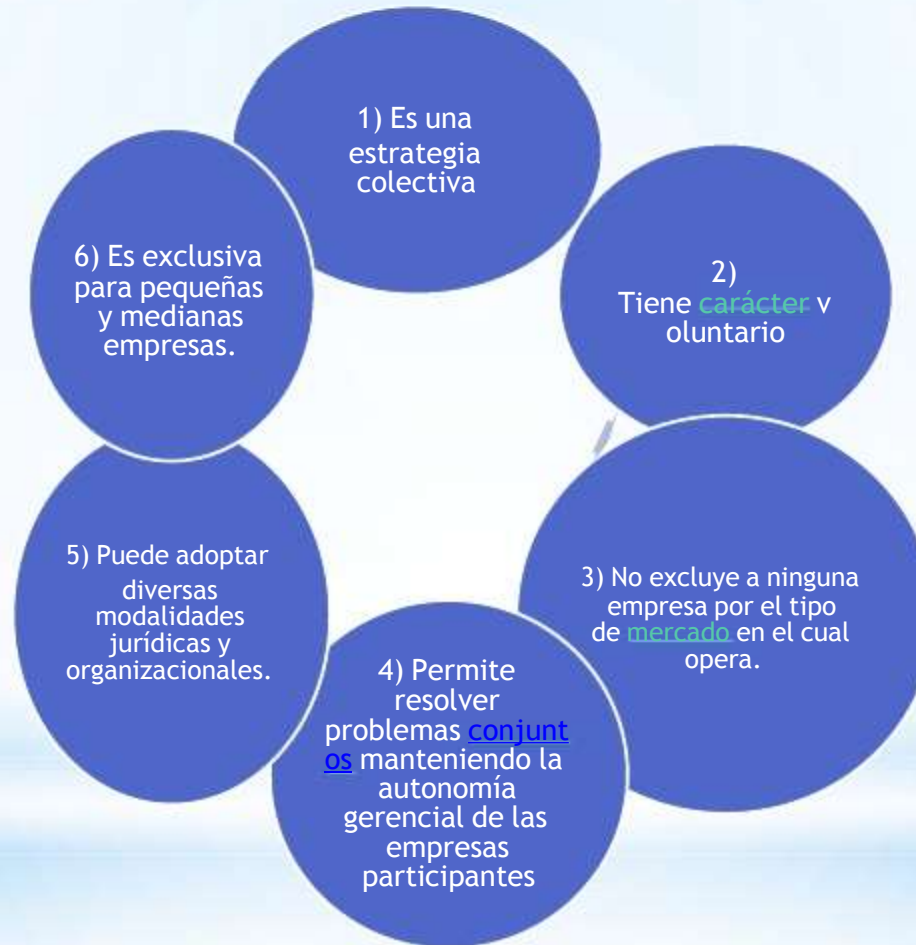 1) Es una
estrategia
colectiva
2)
Tiene carácter v
oluntario
3) No excluye a ninguna
empresa por el tipo
de mercado en el cual
opera.
4) Permite
resolver
problemas conjunt
os manteniendo la
autonomía
gerencial de las
empresas
participantes
5) Puede adoptar
diversas
modalidades
jurídicas y
organizacionales.
6) Es exclusiva
para pequeñas
y medianas
empresas.